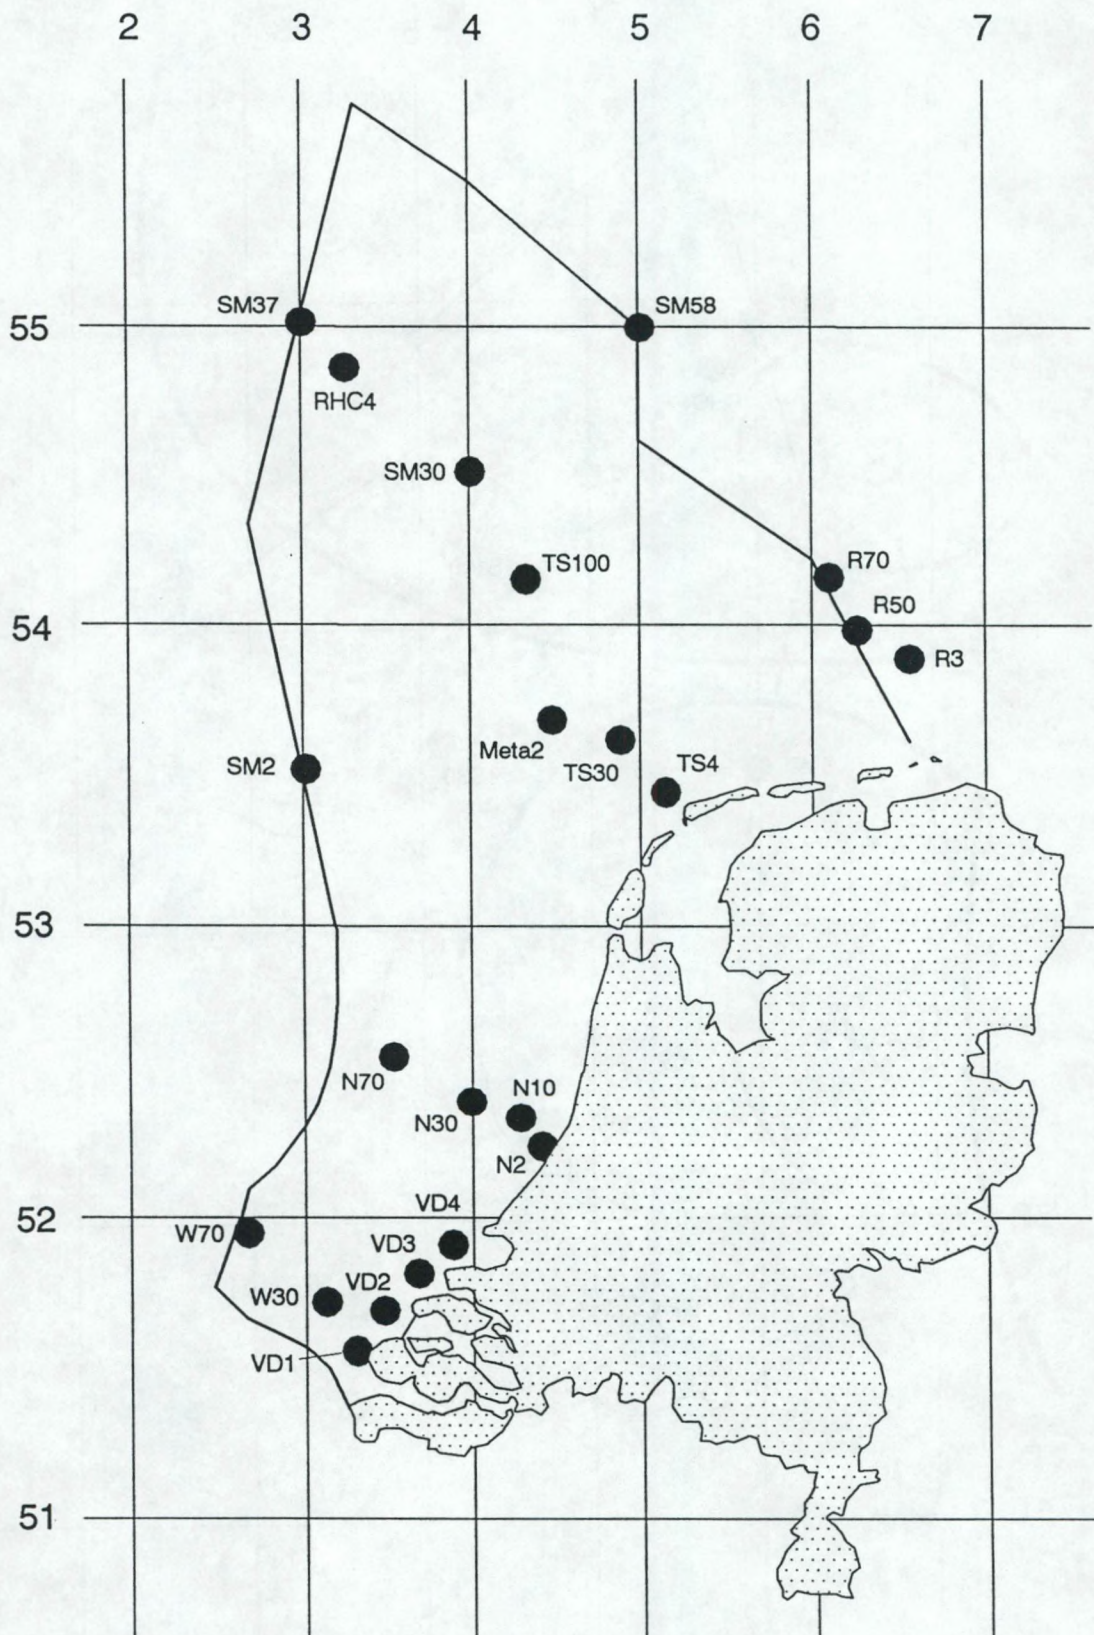 2 3 4 5 6 7
SM37
SM58
55
RHC4
SM30
TS100
R70
R50
54
R3
Meta2
TS30
TS4
SM2
53
N70
N10
N30
N2
VD4
52
W70
VD3
VD2
W30
VD1
51